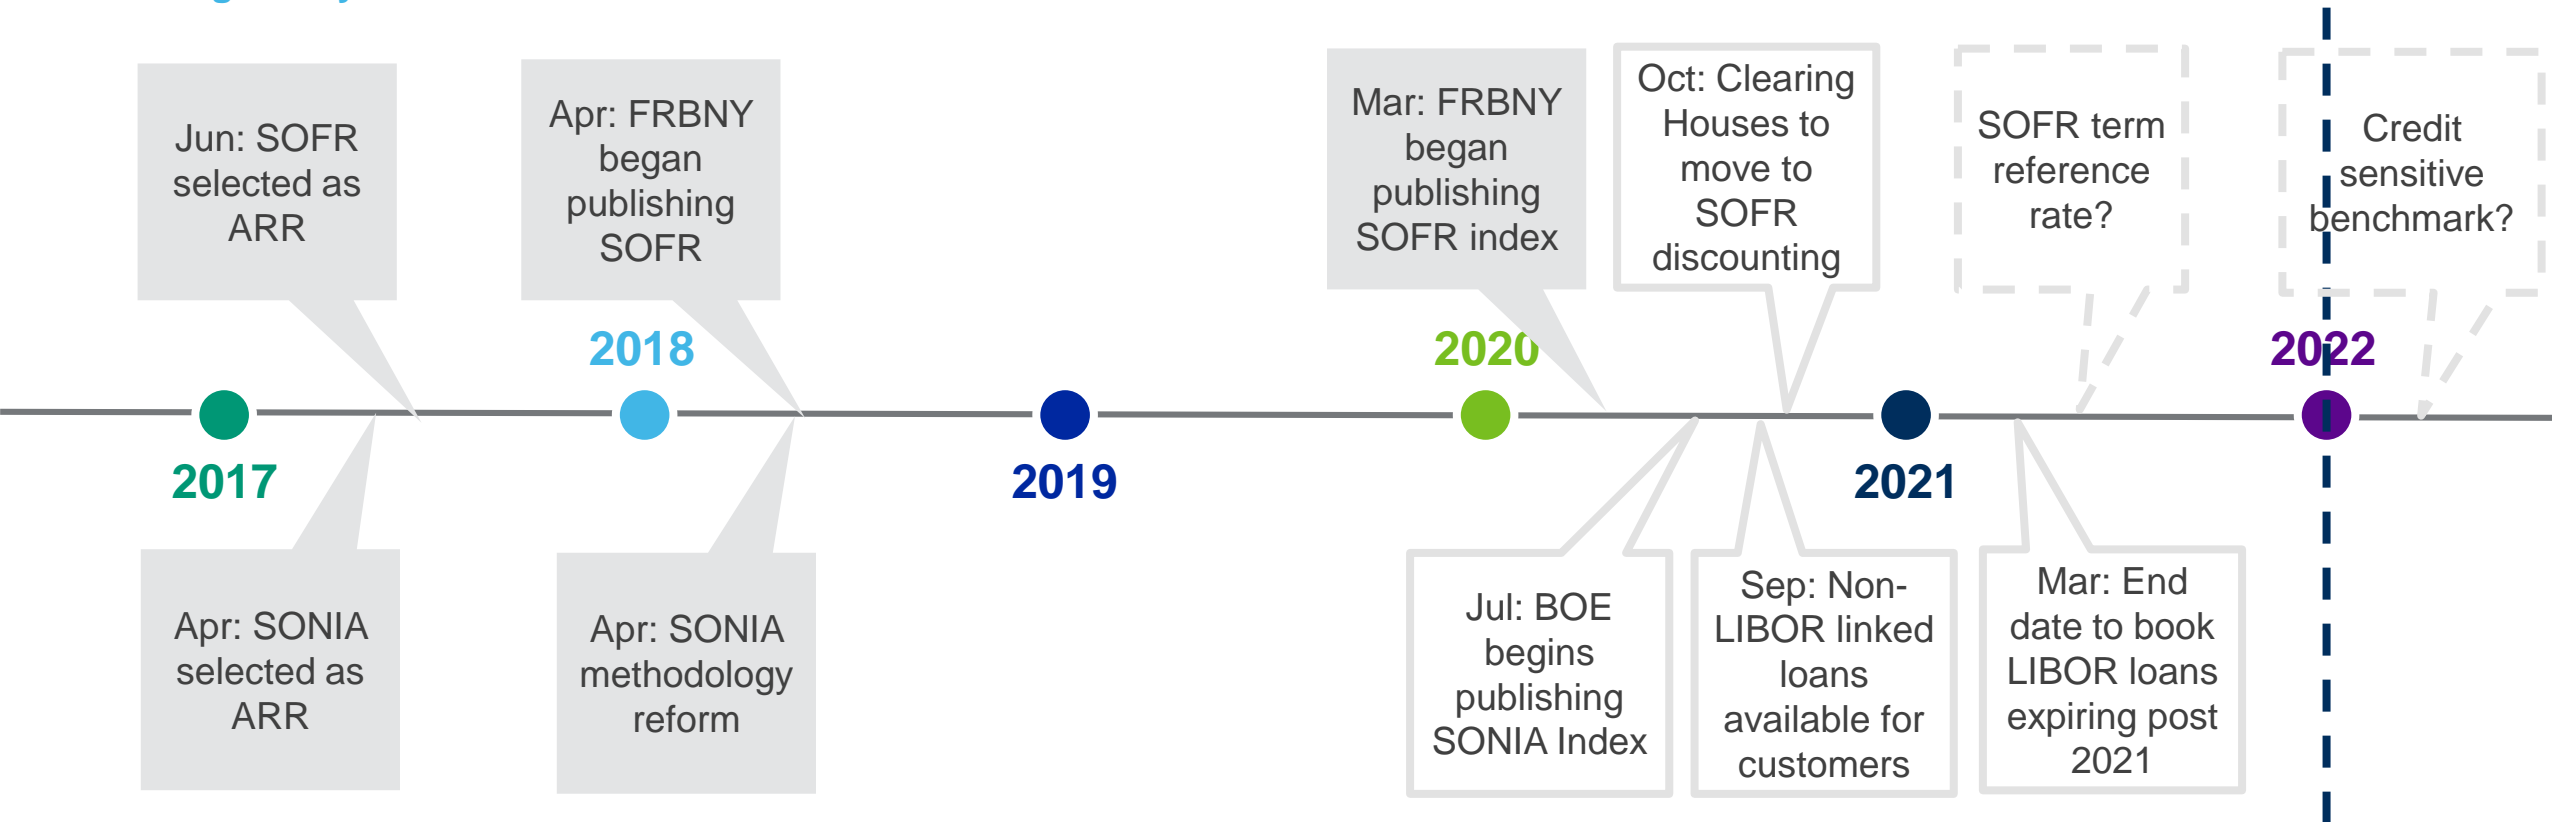 Jun: SOFR
selected as
ARR
Apr: FRBNY
began
publishing
SOFR
Mar: FRBNY
began
publishing
SOFR index
Oct: Clearing
Houses to
move to
SOFR
discounting
SOFR term
reference
rate?
Credit
sensitive
benchmark?
2018
2020
2022
2017
2019
2021
Apr: SONIA
selected as
ARR
Apr: SONIA
methodology
reform
Jul: BOE
begins
publishing
SONIA Index
Sep: Non-
LIBOR linked
loans
available for
customers
Mar: End
date to book
LIBOR loans
expiring post
2021